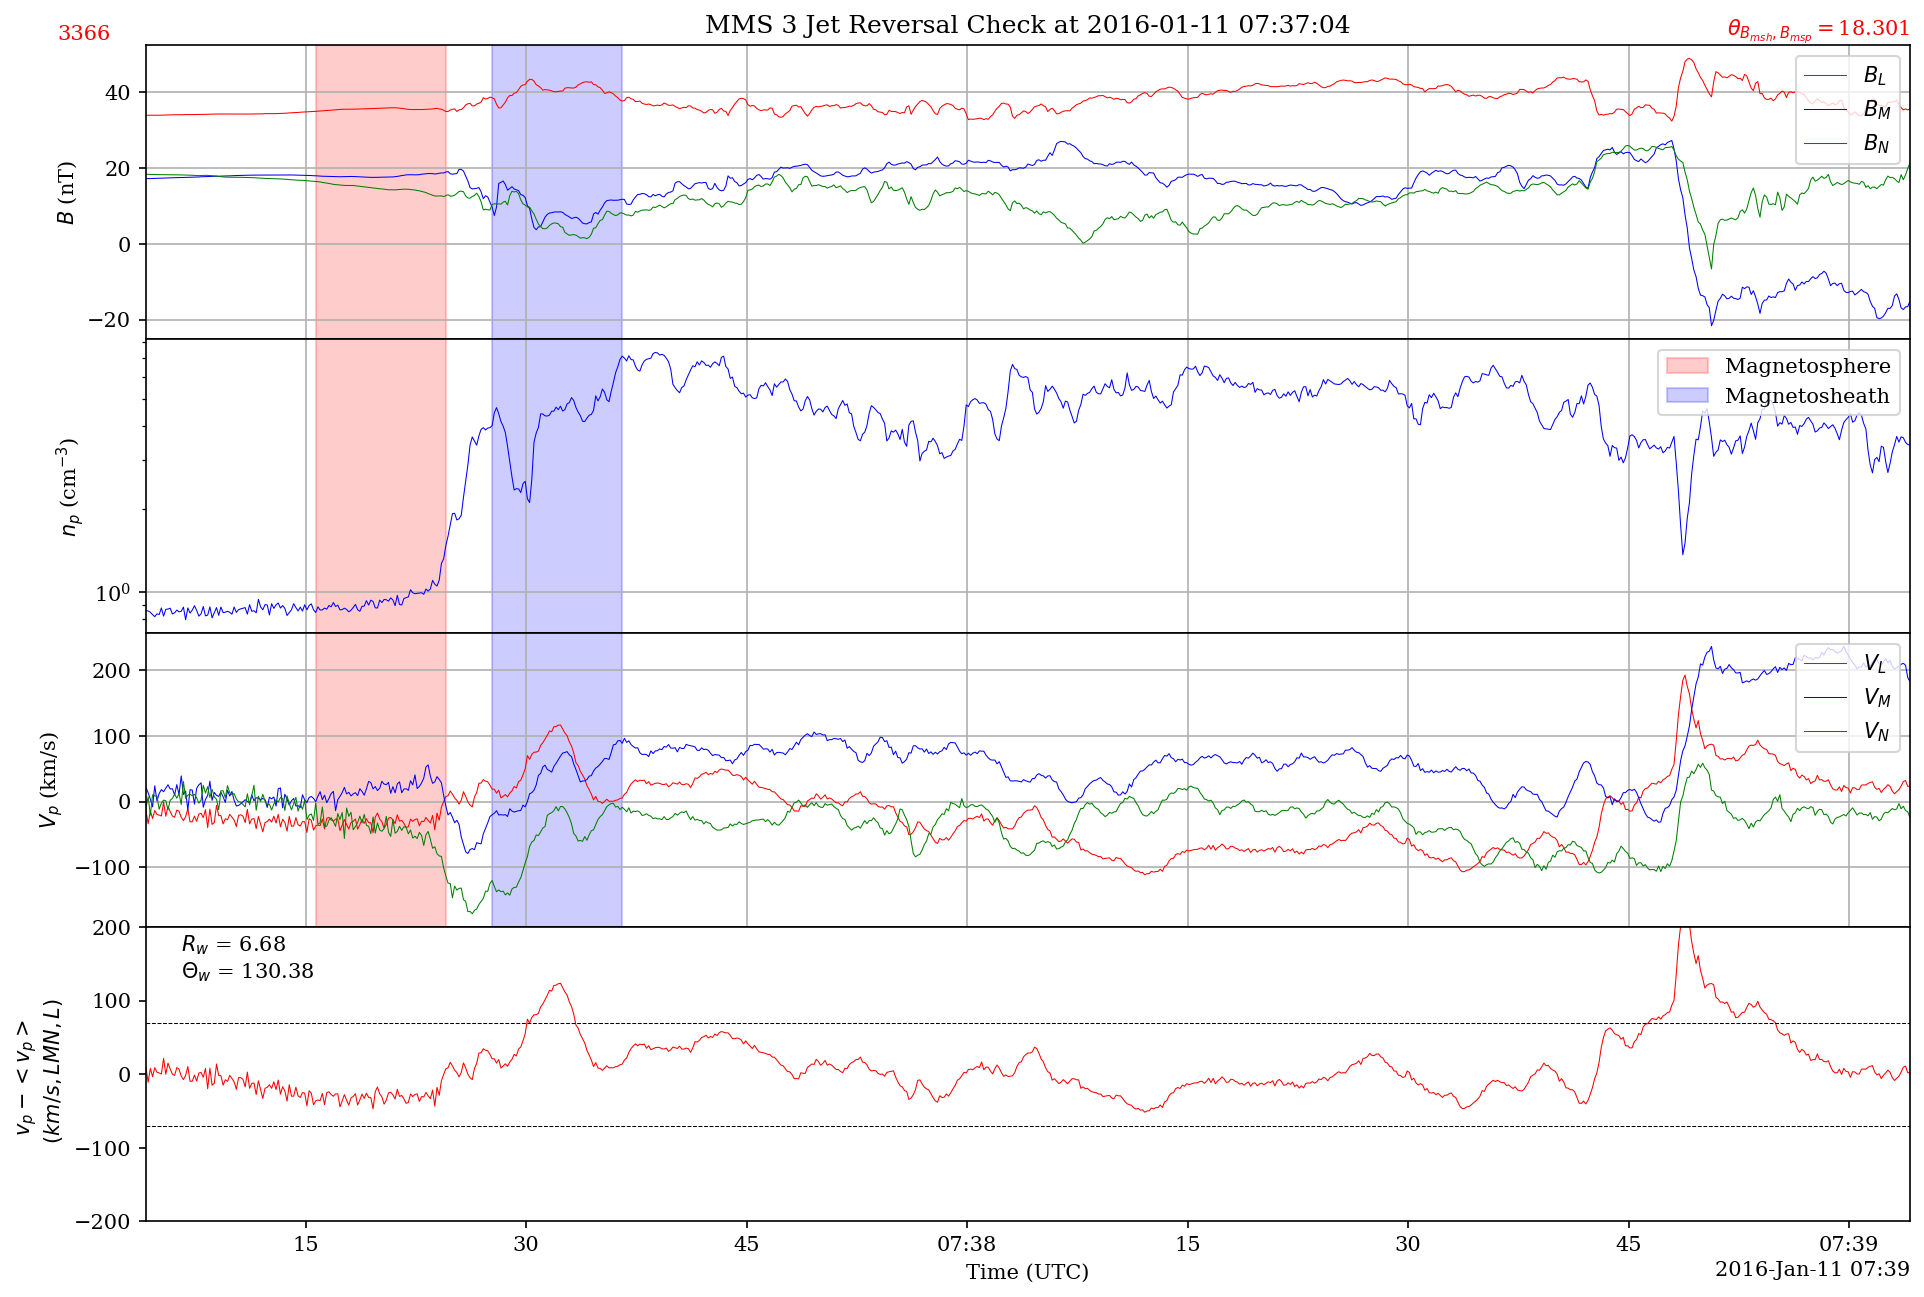 3366
MMS 3 Jet Reversal Check at 2016-01-11 07:37:04
θ_{B_{msh}, B_{msp}} = 18.301
B (nT)
40
20
0
−20
B_L
B_M
B_N
n_p (cm^{−3})
10^0
Magnetosphere
Magnetosheath
V_p (km/s)
200
100
0
−100
V_L
V_M
V_N
v_p − < v_p >
(km/s, LMN, L)
200
100
0
−100
−200
R_w = 6.68
Θ_w = 130.38
15
30
45
07:38
15
30
45
07:39
Time (UTC)
2016-Jan-11 07:39